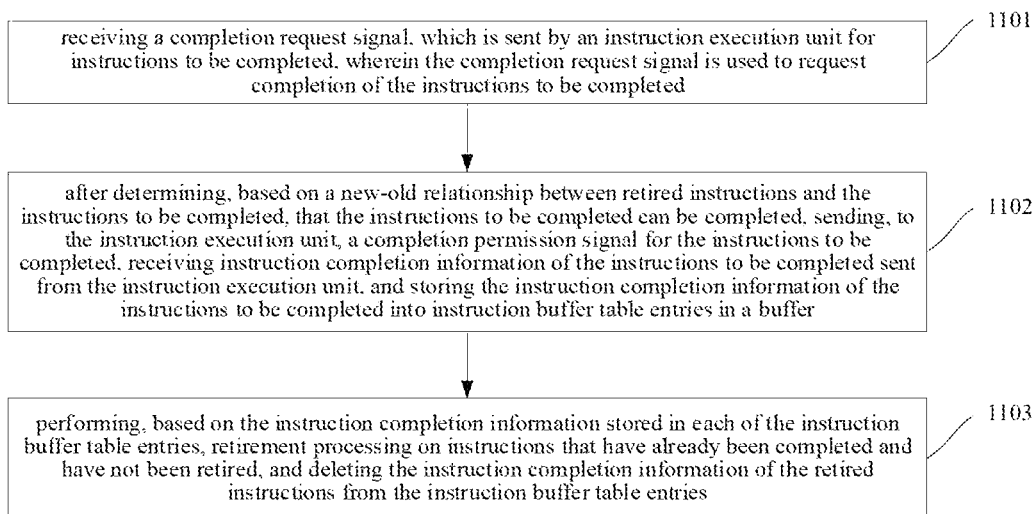 1101
receiving a completion request signal, which is sent by an instruction execution unit for
instructions to be completed, wherein the completion request signal is used to request
completion of the instructions to be completed
after determining, based on a new-old relationship between retired instructions and the
instructions to be completed, that the instructions to be completed can be completed, sending, to
the instruction execution unit, a completion permission signal for the instructions to be
completed, receiving instruction completion information of the instructions to be completed sent
from the instruction execution unit, and storing the instruction completion information of the
instructions to be completed into instruction buffer table entries in a buffer
1102
performing, based on the instruction completion information stored in each of the instruction
buffer table entries, retirement processing on instructions that have already been completed and
have not been retired, and deleting the instruction completion information of the retired
instructions from the instruction buffer table entries
1103